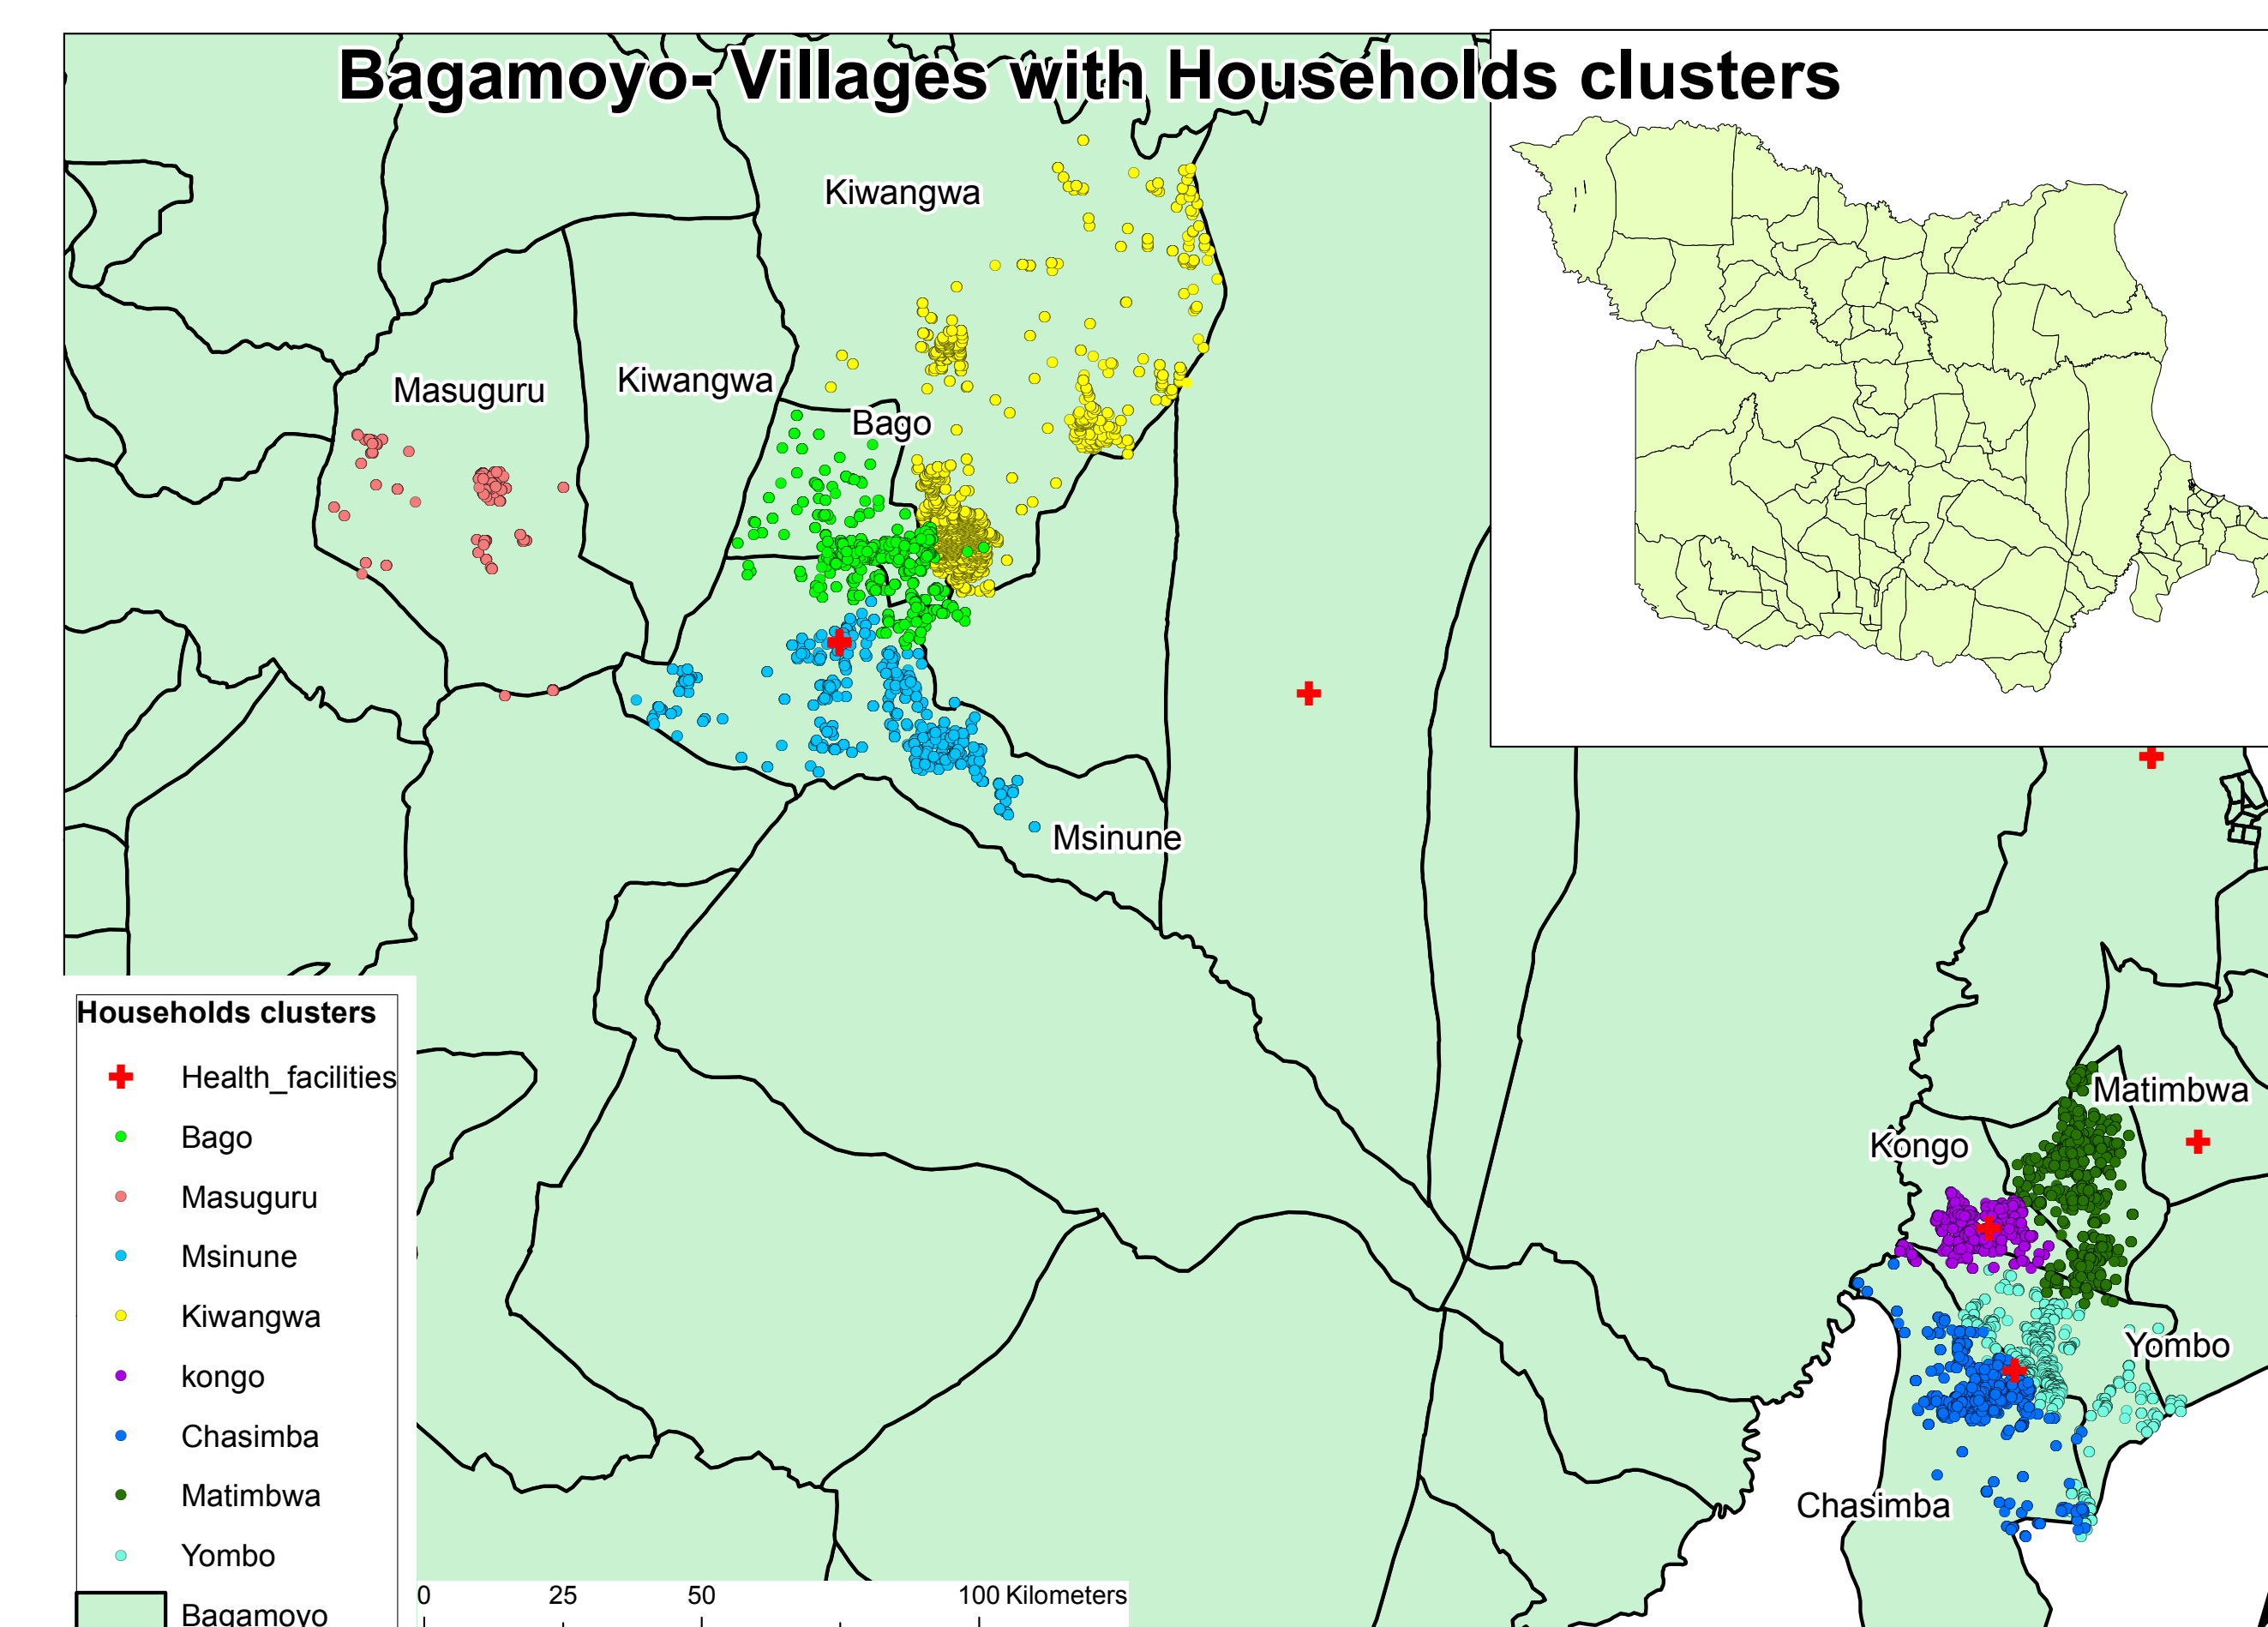 Bagamoyo- Villages with Households clusters
Kiwangwa
Masuguru
Kiwangwa
Bago
Msinune
Matimbwa
Kongo
Yombo
Chasimba
Households clusters
Health_facilities
Bago
Masuguru
Msinune
Kiwangwa
kongo
Chasimba
Matimbwa
Yombo
Bagamoyo
0 25 50 100 Kilometers